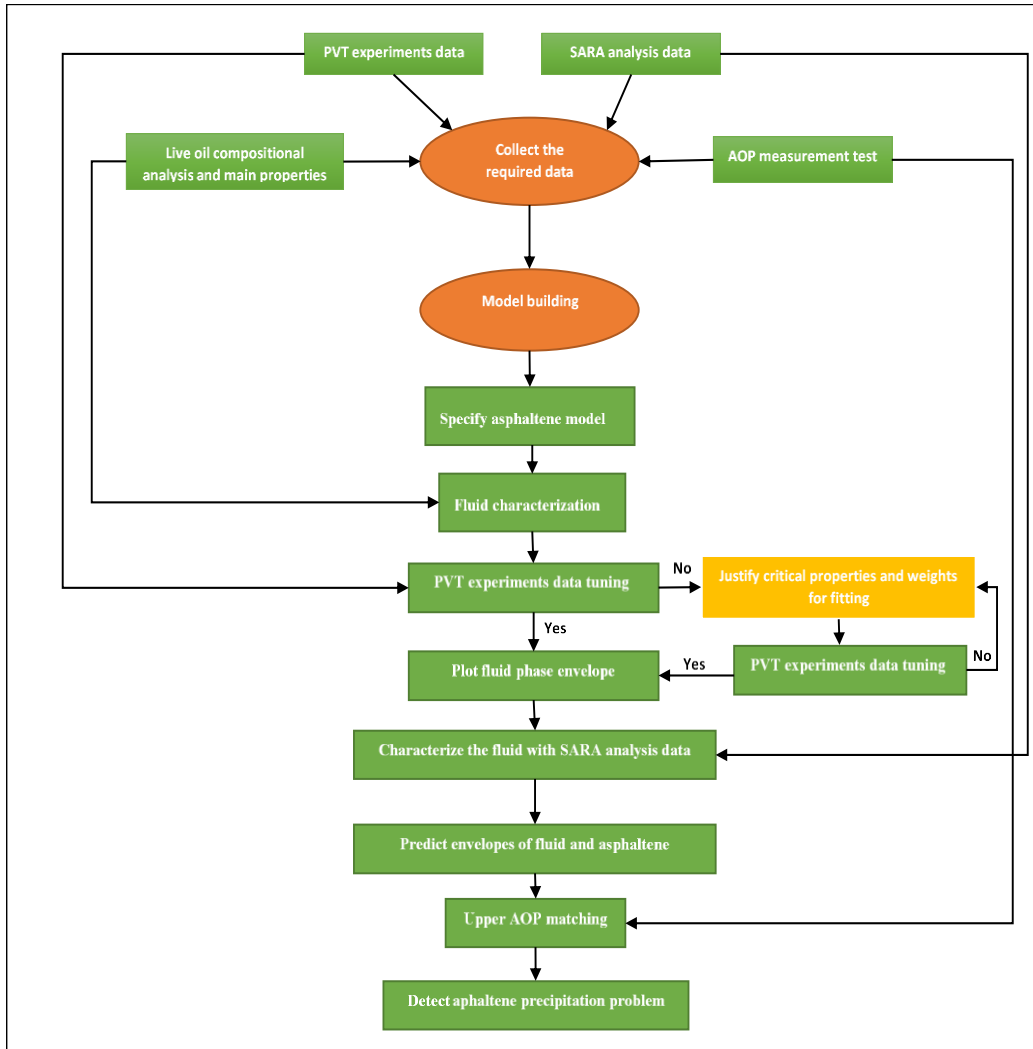 PVT experiments data
SARA analysis data
Live oil compositional
analysis and main properties
Collect the
required data
AOP measurement test
Model building
Specify asphaltene model
Fluid characterization
PVT experiments data tuning
No
Justify critical properties and weights
for fitting
Yes
Plot fluid phase envelope
Yes
PVT experiments data tuning
No
Characterize the fluid with SARA analysis data
Predict envelopes of fluid and asphaltene
Upper AOP matching
Detect aphaltene precipitation problem